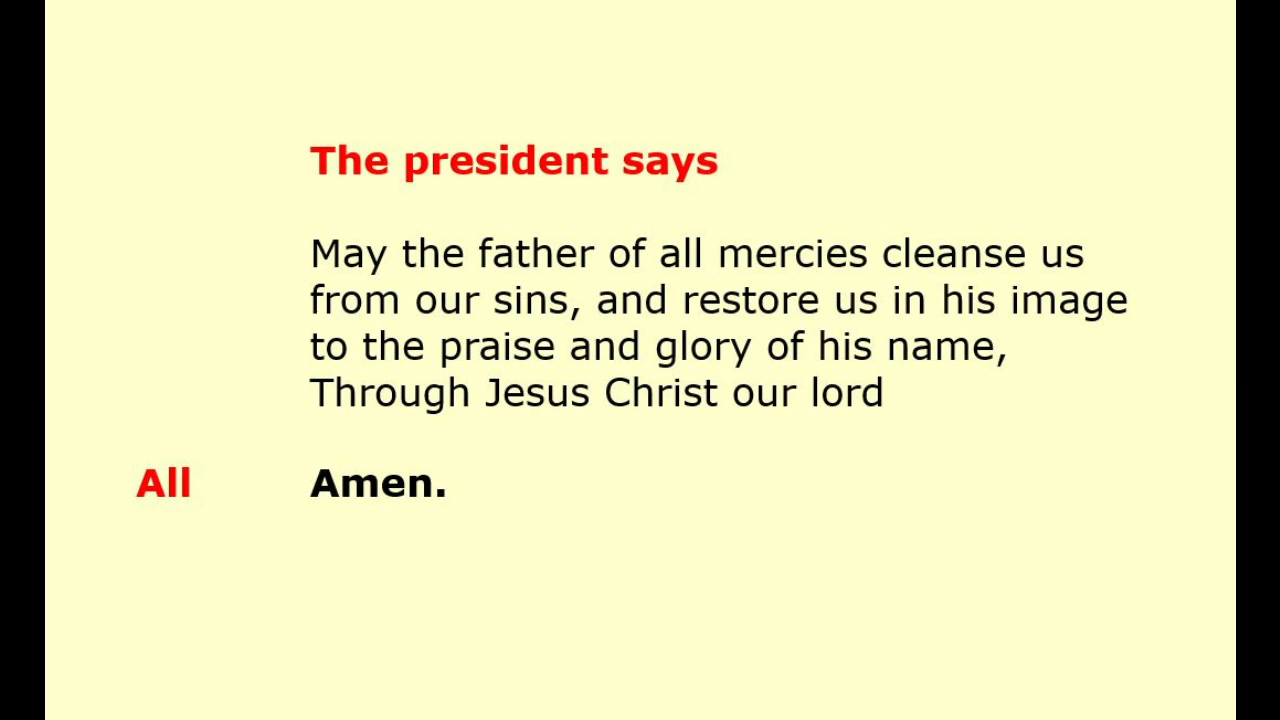 The president says
May the father of all mercies cleanse us
from our sins, and restore us in his image
to the praise and glory of his name,
Through Jesus Christ our lord
All Amen.